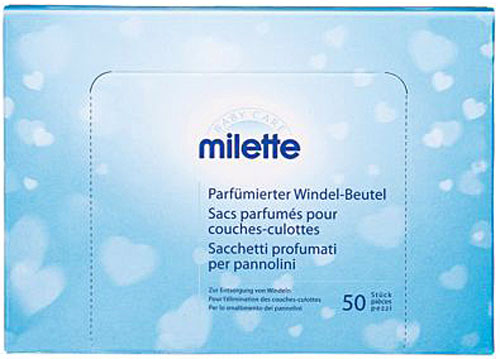 BABY CARE
milette
Parfümierter Windel-Beutel
Sacs parfumés pour
couches-culottes
Sacchetti profumati
per pannolini
Zur Entsorgung von Windeln
Pour l'élimination des couches-culottes
Per lo smaltimento dei pannolini
50 Stück
pièces
pezzi